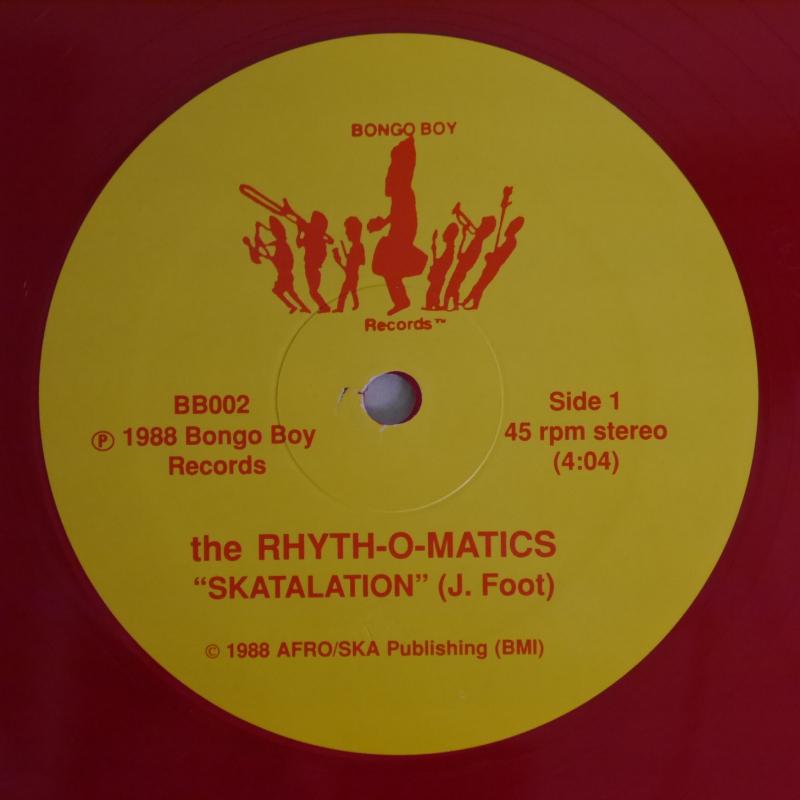 BONGO BOY
Records™
BB002
℗ 1988 Bongo Boy
Records
Side 1
45 rpm stereo
(4:04)
the RHYTH-O-MATICS
“SKATALATION” (J. Foot)
© 1988 AFRO/SKA Publishing (BMI)